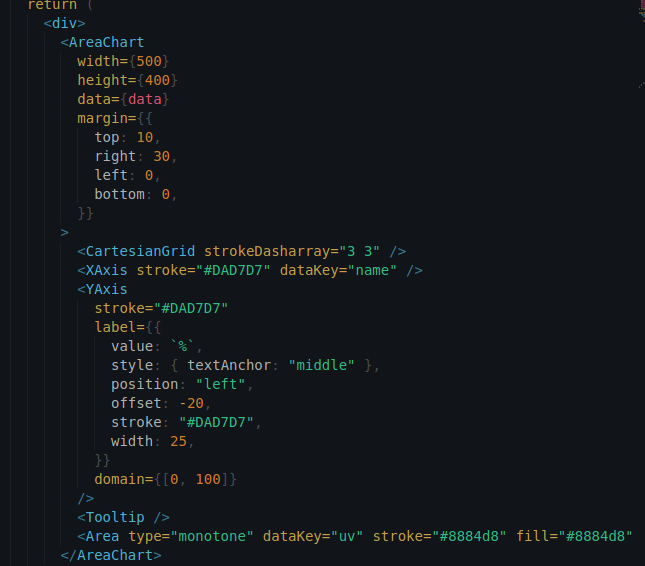 return (
<div>
<AreaChart
width={500}
height={400}
data={data}
margin={{
top: 10,
right: 30,
left: 0,
bottom: 0,
}}
>
<CartesianGrid strokeDasharray="3 3" />
<XAxis stroke="#DAD7D7" dataKey="name" />
<YAxis
stroke="#DAD7D7"
label={{
value: `%`,
style: { textAnchor: "middle" },
position: "left",
offset: -20,
stroke: "#DAD7D7",
width: 25,
}}
domain={[0, 100]}
/>
<Tooltip />
<Area type="monotone" dataKey="uv" stroke="#8884d8" fill="#8884d8"
</AreaChart>